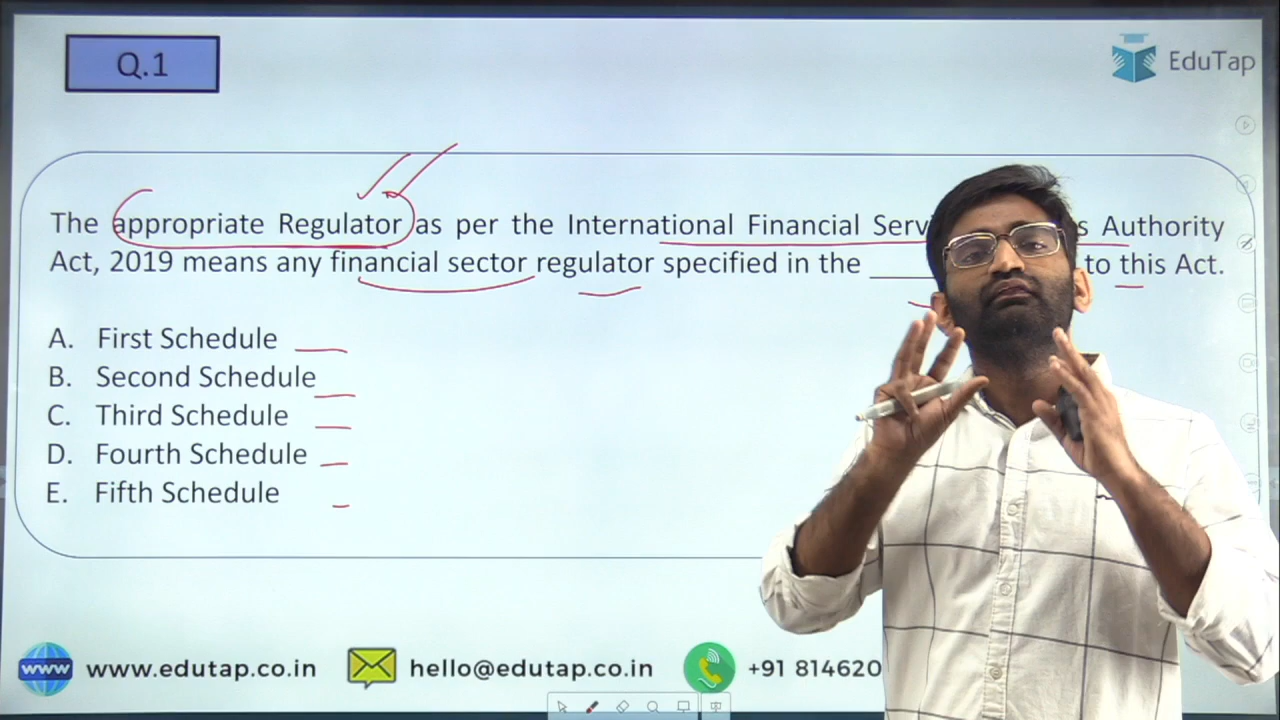 Q.1
EduTap
The appropriate Regulator as per the International Financial Authority
Act, 2019 means any financial sector regulator specified in the ______ to this Act.
A. First Schedule
B. Second Schedule
C. Third Schedule
D. Fourth Schedule
E. Fifth Schedule
www
www.edutap.co.in
hello@edutap.co.in
+91 814620